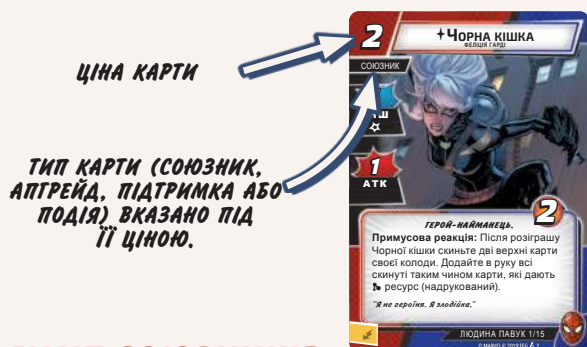 ЦІНА КАРТИ
ТИП КАРТИ (СОЮЗНИК,
АПГРЕЙД, ПІДТРИМКА АБО
ПОДІЯ) ВКАЗАНО ПІД
ЇЇ ЦІНОЮ.
2
ЧОРНА КІШКА
ФЕЛІЦІЯ ГАРДІ
СОЮЗНИК
1
АТК
2
ГЕРОЙ-НАЙМАНЕЦЬ.
Примусова реакція: Після розіграшу
Чорної кішки скиньте дві верхні карти
своєї колоди. Додайте в руку всі
скинуті таким чином карти, які дають
ресурс (надрукований).
"Я не героїня. Я злодійка."
ЛЮДИНА ПАВУК 1/15